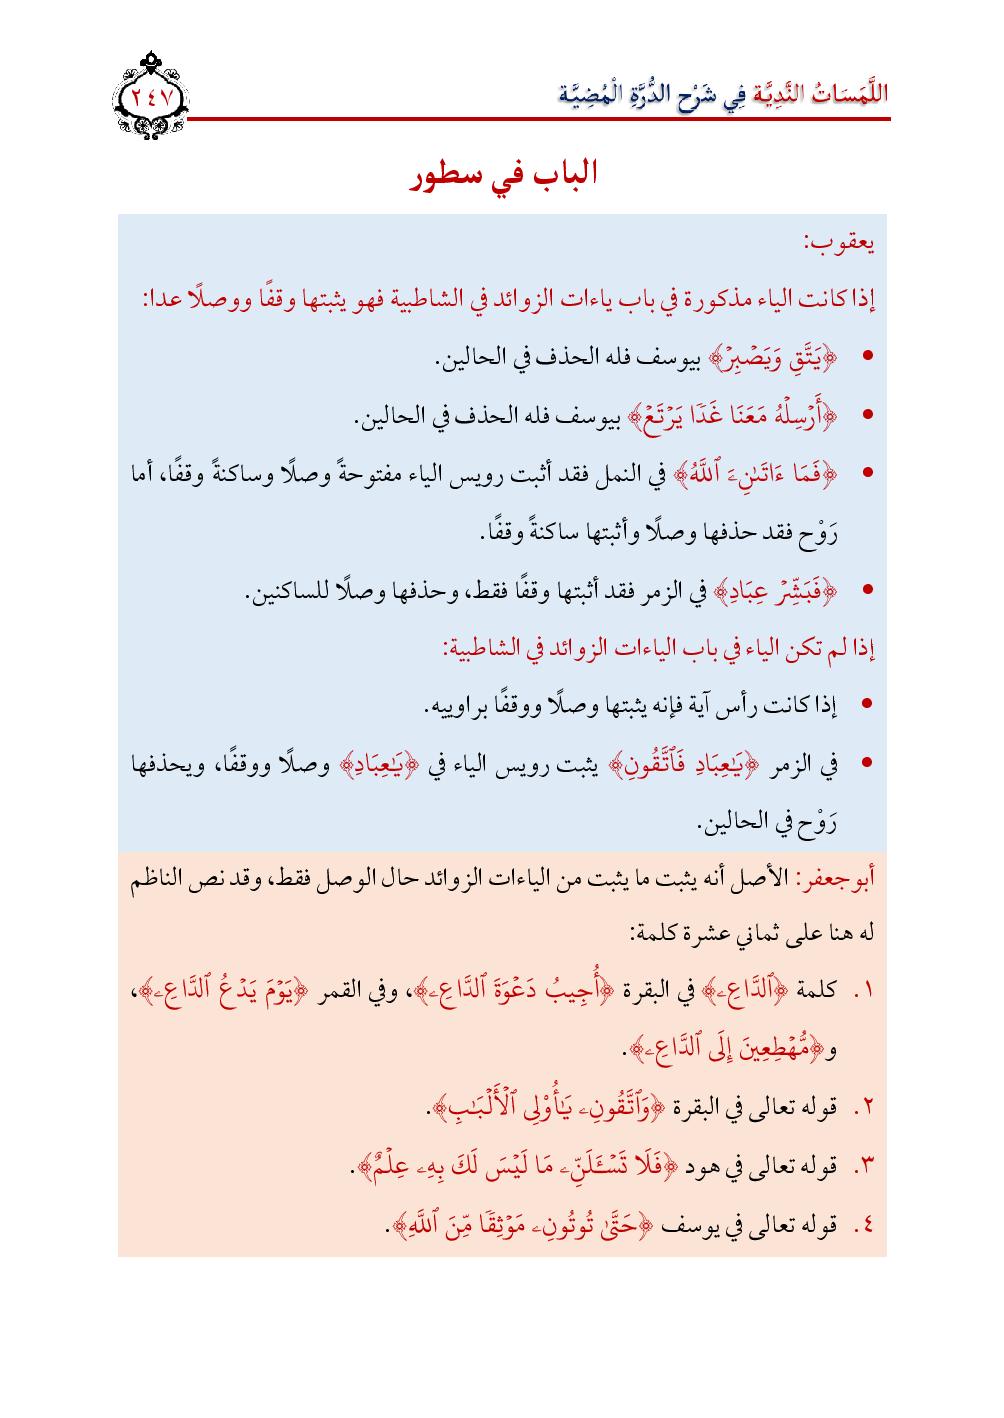 اللَّمَسَاتُ النَّدِيَّة فِي شَرْحِ الدُّرَّةِ الْمُضِيَّة
٢٤٧
الباب في سطور
يعقوب:
إذا كانت الياء مذكورة في باب ياءات الزوائد في الشاطبية فهو يثبتها وقفًا ووصلًا عدا:
• ﴿يَتَّقِ وَيَصۡبِرۡ﴾ بيوسف فله الحذف في الحالين.
• ﴿أَرۡسِلۡهُ مَعَنَا غَدٗا يَرۡتَعۡ﴾ بيوسف فله الحذف في الحالين.
• ﴿فَمَا ءَاتَىٰنِۦَ ٱللَّهُ﴾ في النمل فقد أثبت رويس الياء مفتوحةً وصلًا وساكنةً وقفًا، أما
رَوْح فقد حذفها وصلًا وأثبتها ساكنةً وقفًا.
• ﴿فَبَشِّرۡ عِبَادِ﴾ في الزمر فقد أثبتها وقفًا فقط، وحذفها وصلًا للساكنين.
إذا لم تكن الياء في باب الياءات الزوائد في الشاطبية:
• إذا كانت رأس آية فإنه يثبتها وصلًا ووقفًا براوييه.
• في الزمر ﴿يَٰعِبَادِ فَٱتَّقُونِ﴾ يثبت رويس الياء في ﴿يَٰعِبَادِ﴾ وصلًا ووقفًا، ويحذفها
رَوْح في الحالين.
أبوجعفر: الأصل أنه يثبت ما يثبت من الياءات الزوائد حال الوصل فقط، وقد نص الناظم
له هنا على ثماني عشرة كلمة:
١. كلمة ﴿ٱلدَّاعِۦ﴾ في البقرة ﴿أُجِيبُ دَعۡوَةَ ٱلدَّاعِۦ﴾، وفي القمر ﴿يَوۡمَ يَدۡعُ ٱلدَّاعِۦ﴾،
و﴿مُّهۡطِعِينَ إِلَى ٱلدَّاعِۦ﴾.
٢. قوله تعالى في البقرة ﴿وَٱتَّقُونِۦ يَٰٓأُوْلِي ٱلۡأَلۡبَٰبِ﴾.
٣. قوله تعالى في هود ﴿فَلَا تَسۡـَٔلَنِّۦ مَا لَيۡسَ لَكَ بِهِۦ عِلۡمٌ﴾.
٤. قوله تعالى في يوسف ﴿حَتَّىٰ تُوتُونِۦ مَوۡثِقٗا مِّنَ ٱللَّهِ﴾.